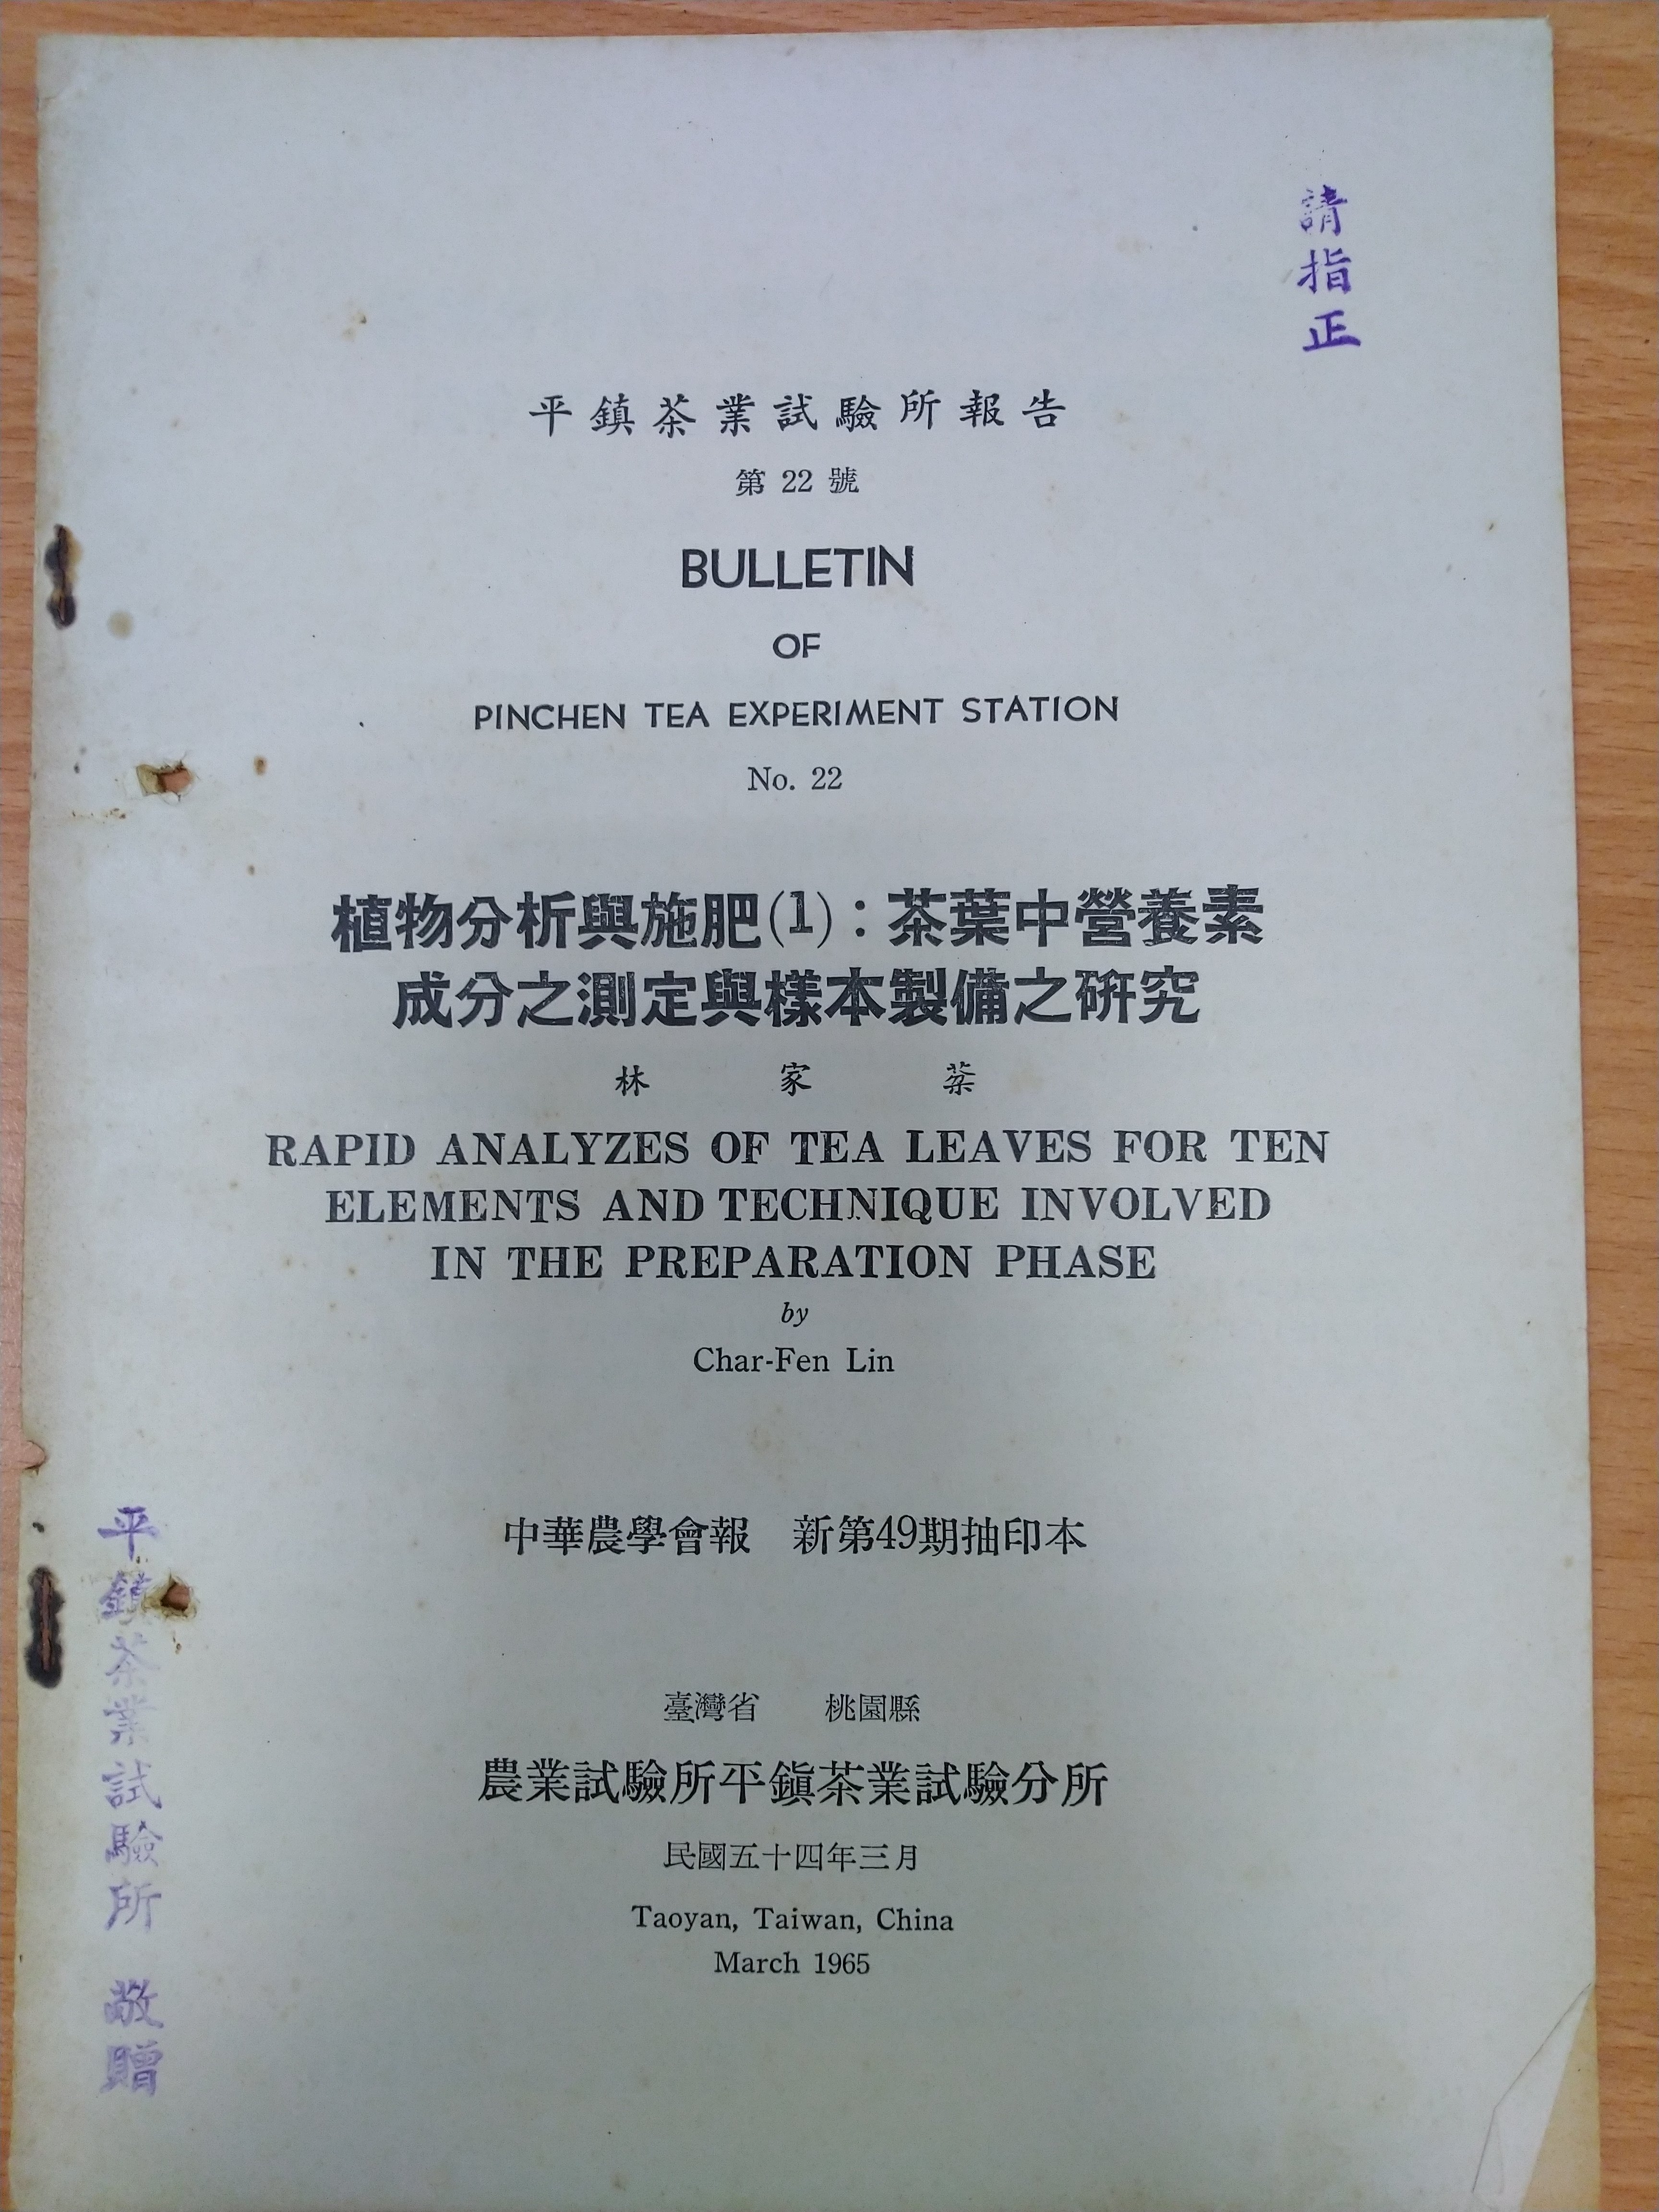 請指正
平鎮茶業試驗所報告
第 22 號
BULLETIN
OF
PINCHEN TEA EXPERIMENT STATION
No. 22
植物分析與施肥(1)：茶葉中營養素
成分之測定與樣本製備之研究
林家棻
RAPID ANALYZES OF TEA LEAVES FOR TEN
ELEMENTS AND TECHNIQUE INVOLVED
IN THE PREPARATION PHASE
by
Char-Fen Lin
中華農學會報 新第49期抽印本
臺灣省 桃園縣
農業試驗所平鎮茶業試驗分所
民國五十四年三月
Taoyan, Taiwan, China
March 1965
平鎮茶業試驗所 敬贈